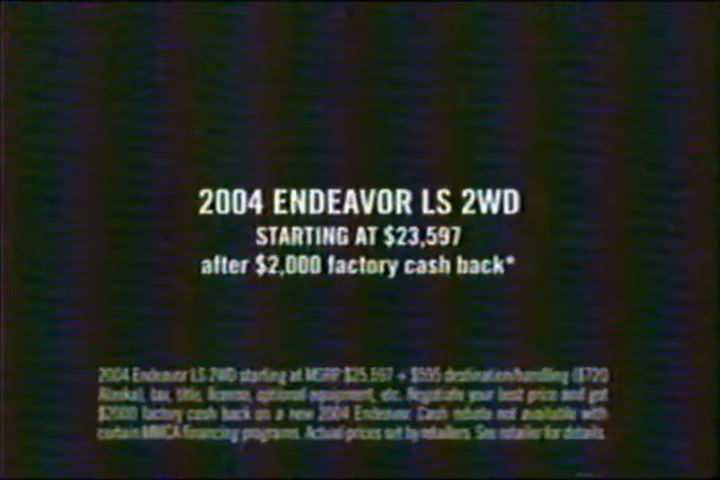 2004 ENDEAVOR LS 2WD
STARTING AT $23,597
after $2,000 factory cash back*
2004 Endeavor LS 2WD starting at MSRP $25,597 + $595 destination/handling ($720
Alaska), tax, title, license, optional equipment, etc. Negotiate your best price and get
$2000 factory cash back on a new 2004 Endeavor. Cash rebate not available with
certain MMCA financing programs. Actual prices set by retailers. See retailer for details.